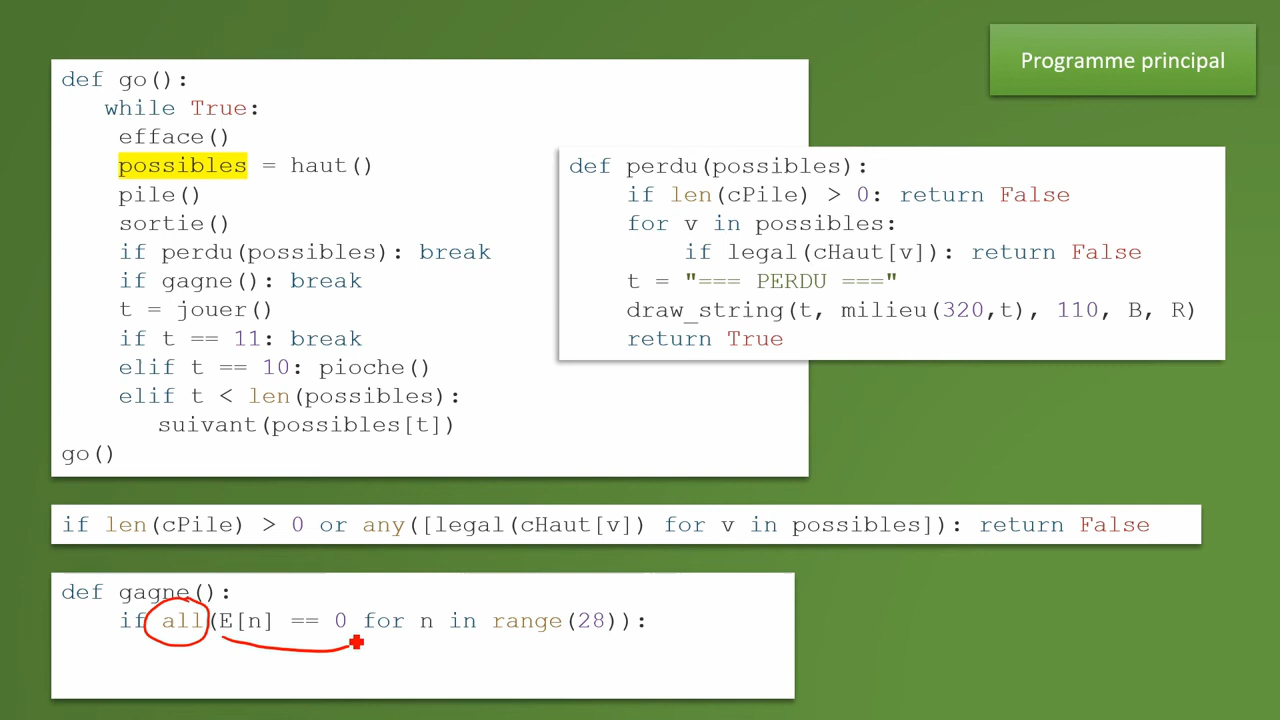 Programme principal
def go():
while True:
efface()
possibles = haut()
pile()
sortie()
if perdu(possibles): break
if gagne(): break
t = jouer()
if t == 11: break
elif t == 10: pioche()
elif t < len(possibles):
suivant(possibles[t])
go()
def perdu(possibles):
if len(cPile) > 0: return False
for v in possibles:
if legal(cHaut[v]): return False
t = "=== PERDU ==="
draw_string(t, milieu(320,t), 110, B, R)
return True
if len(cPile) > 0 or any([legal(cHaut[v]) for v in possibles]): return False
def gagne():
if all(E[n] == 0 for n in range(28)):